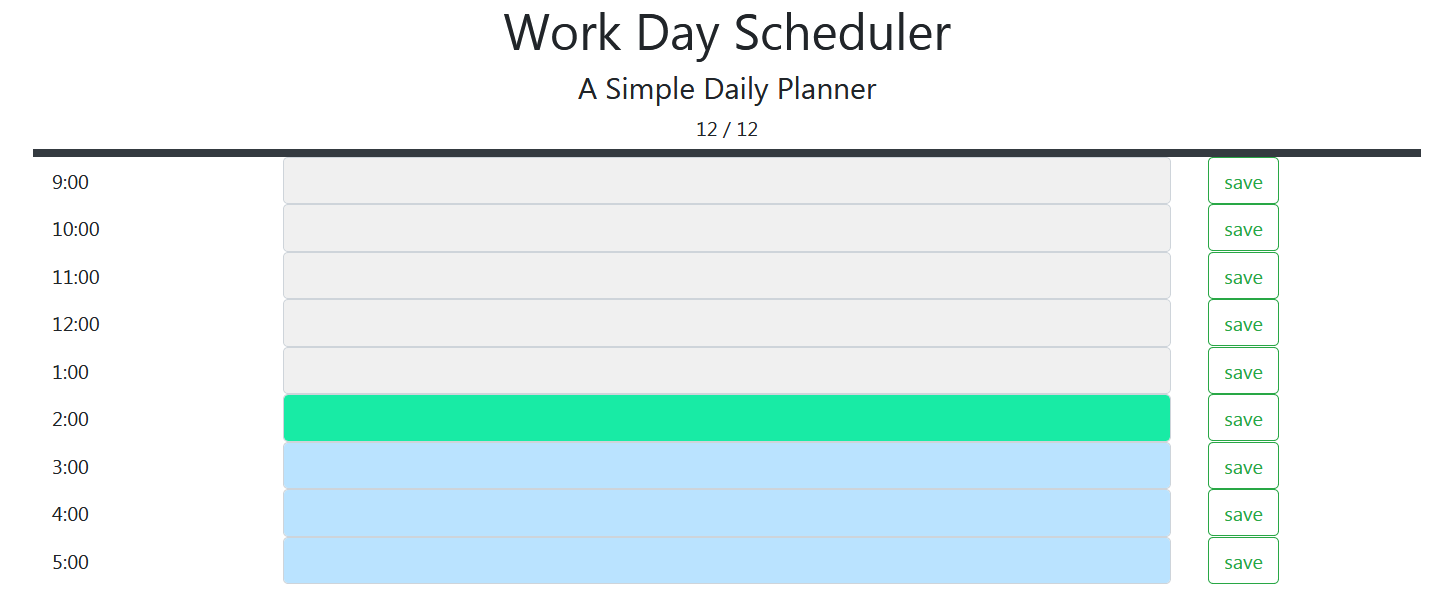 Work Day Scheduler
A Simple Daily Planner
12 / 12
9:00 save
10:00 save
11:00 save
12:00 save
1:00 save
2:00 save
3:00 save
4:00 save
5:00 save